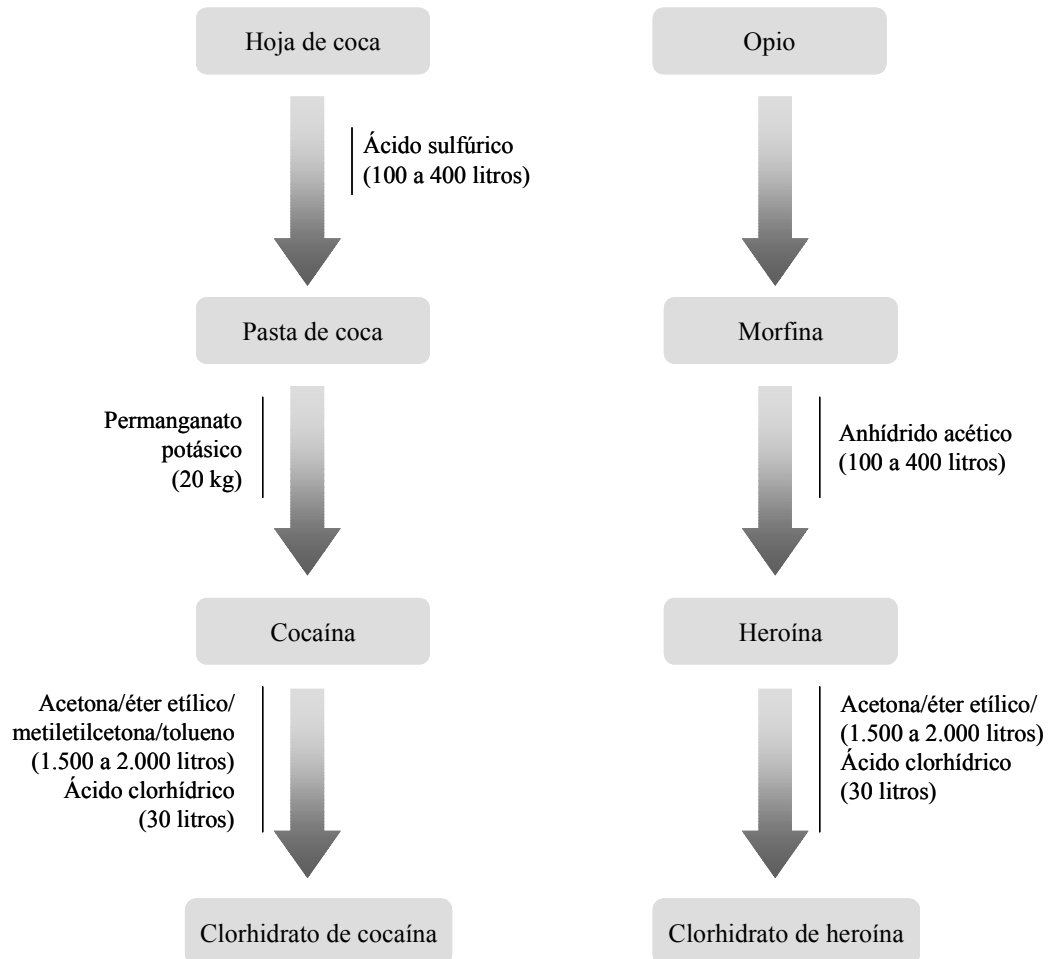 Hoja de coca
Opio
Ácido sulfúrico
(100 a 400 litros)
Pasta de coca
Morfina
Permanganato
potásico
(20 kg)
Anhídrido acético
(100 a 400 litros)
Cocaína
Heroína
Acetona/éter etílico/
metiletilcetona/tolueno
(1.500 a 2.000 litros)
Ácido clorhídrico
(30 litros)
Acetona/éter etílico/
(1.500 a 2.000 litros)
Ácido clorhídrico
(30 litros)
Clorhidrato de cocaína
Clorhidrato de heroína